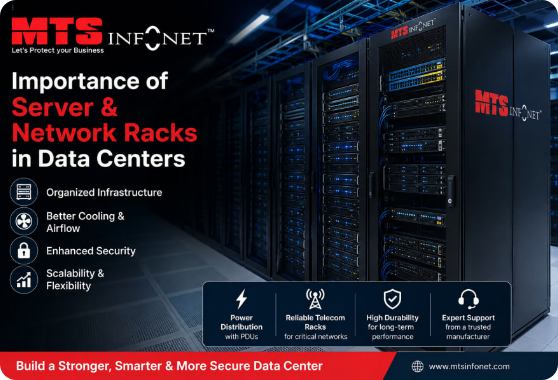 MTS INFONET™
Let's Protect your Business
Importance of
Server &
Network Racks
in Data Centers
Organized Infrastructure
Better Cooling &
Airflow
Enhanced Security
Scalability &
Flexibility
MTS INFONET
MTS INFONET
Power
Distribution
with PDUs
Reliable Telecom
Racks
for critical networks
High Durability
for long-term
performance
Expert Support
from a trusted
manufacturer
Build a Stronger, Smarter & More Secure Data Center
www.mtsinfonet.com